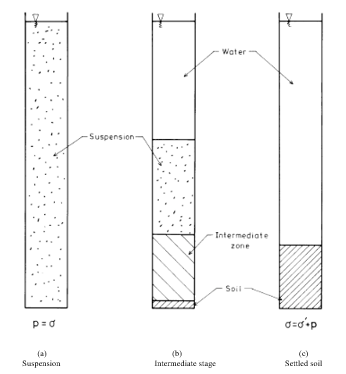 Water
Suspension
Intermediate
zone
Soil
p = σ
σ = σ' + p
(a)
Suspension
(b)
Intermediate stage
(c)
Settled soil